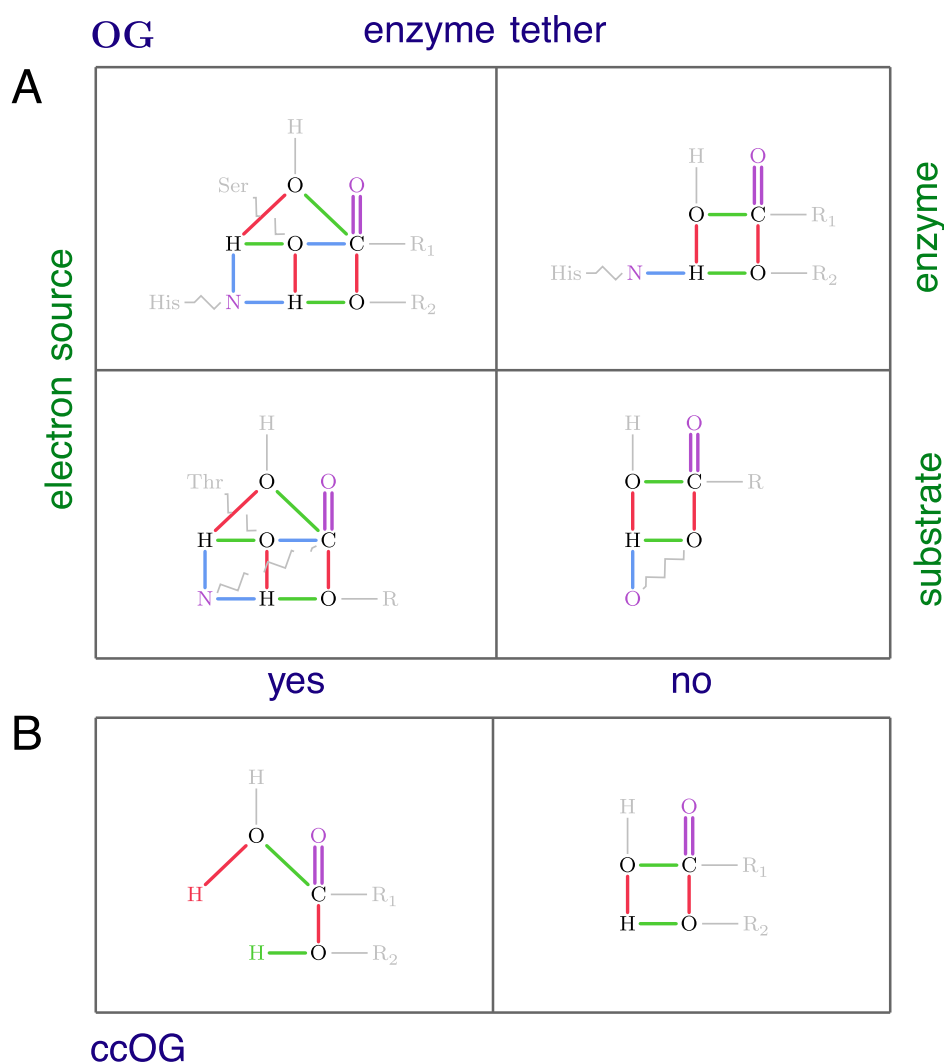 OG enzyme tether
A
electron source
enzyme
substrate
H
Ser O O
H O C R1
His N H O R2
H O
O C R1
His N H O R2
H
Thr O O
H O C
N H O R
H O
O C R
H O
O
yes no
B
H
O O
H C R1
H O R2
H O
O C R1
H O R2
ccOG